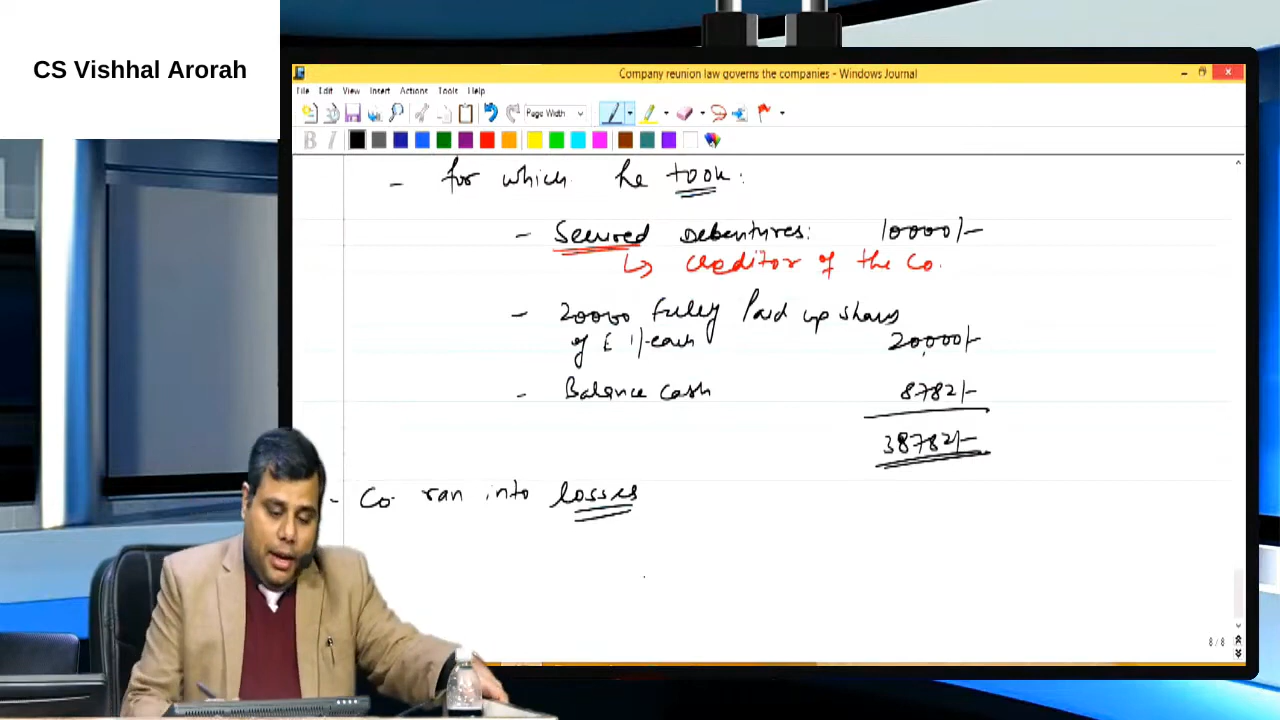 CS Vishhal Arorah
Company reunion law governs the companies - Windows Journal
File Edit View Insert Actions Tools Help
Page Width
B I
- for which he took:
- Secured Debentures: 10000/-
↳ Creditor of the Co.
- 20000 fully Paid up shares
of £ 1/- each 20,000/-
- Balance cash 8782/-
38782/-
- Co ran into losses
8/8